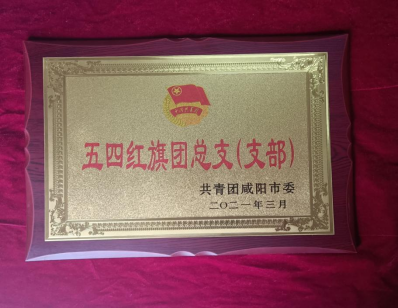 五四红旗团总支(支部)
共青团咸阳市委
二〇二一年三月